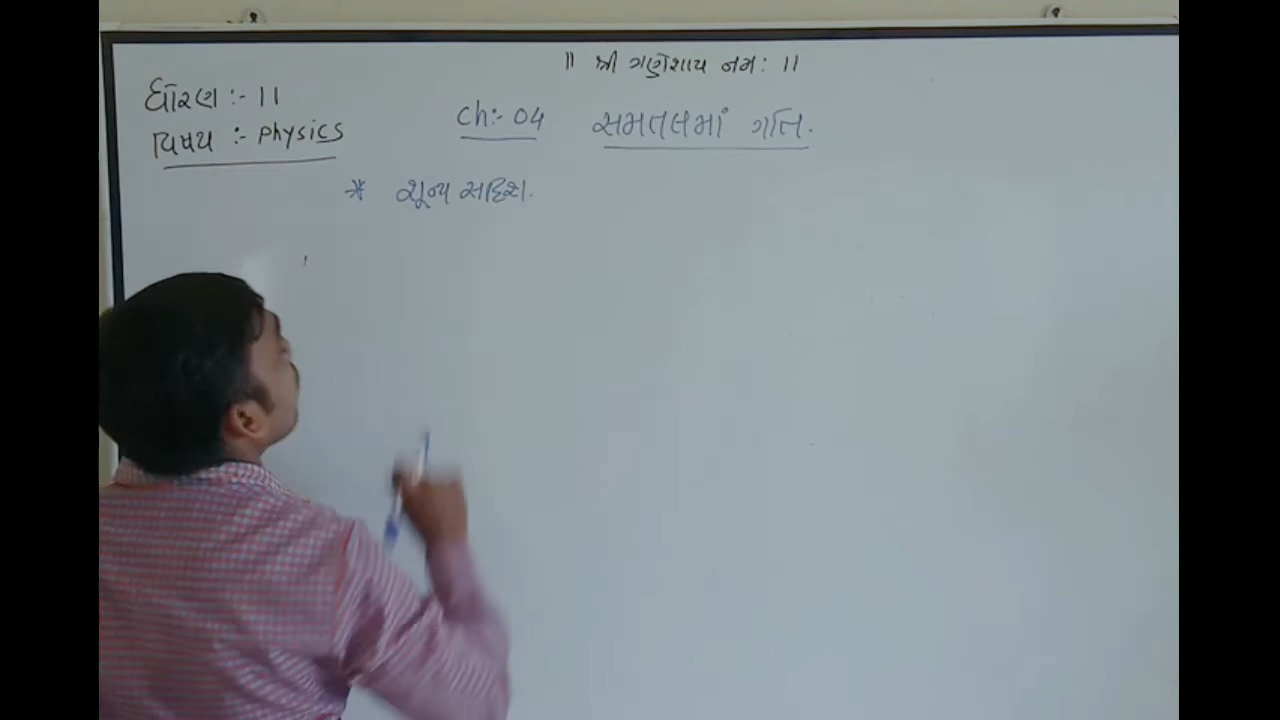 ॥ શ્રી ગણેશાય નમઃ ॥
ધોરણ :- 11
વિષય :- Physics
Ch:- 04 સમતલમાં ગતિ.
* શૂન્ય સદિશ.